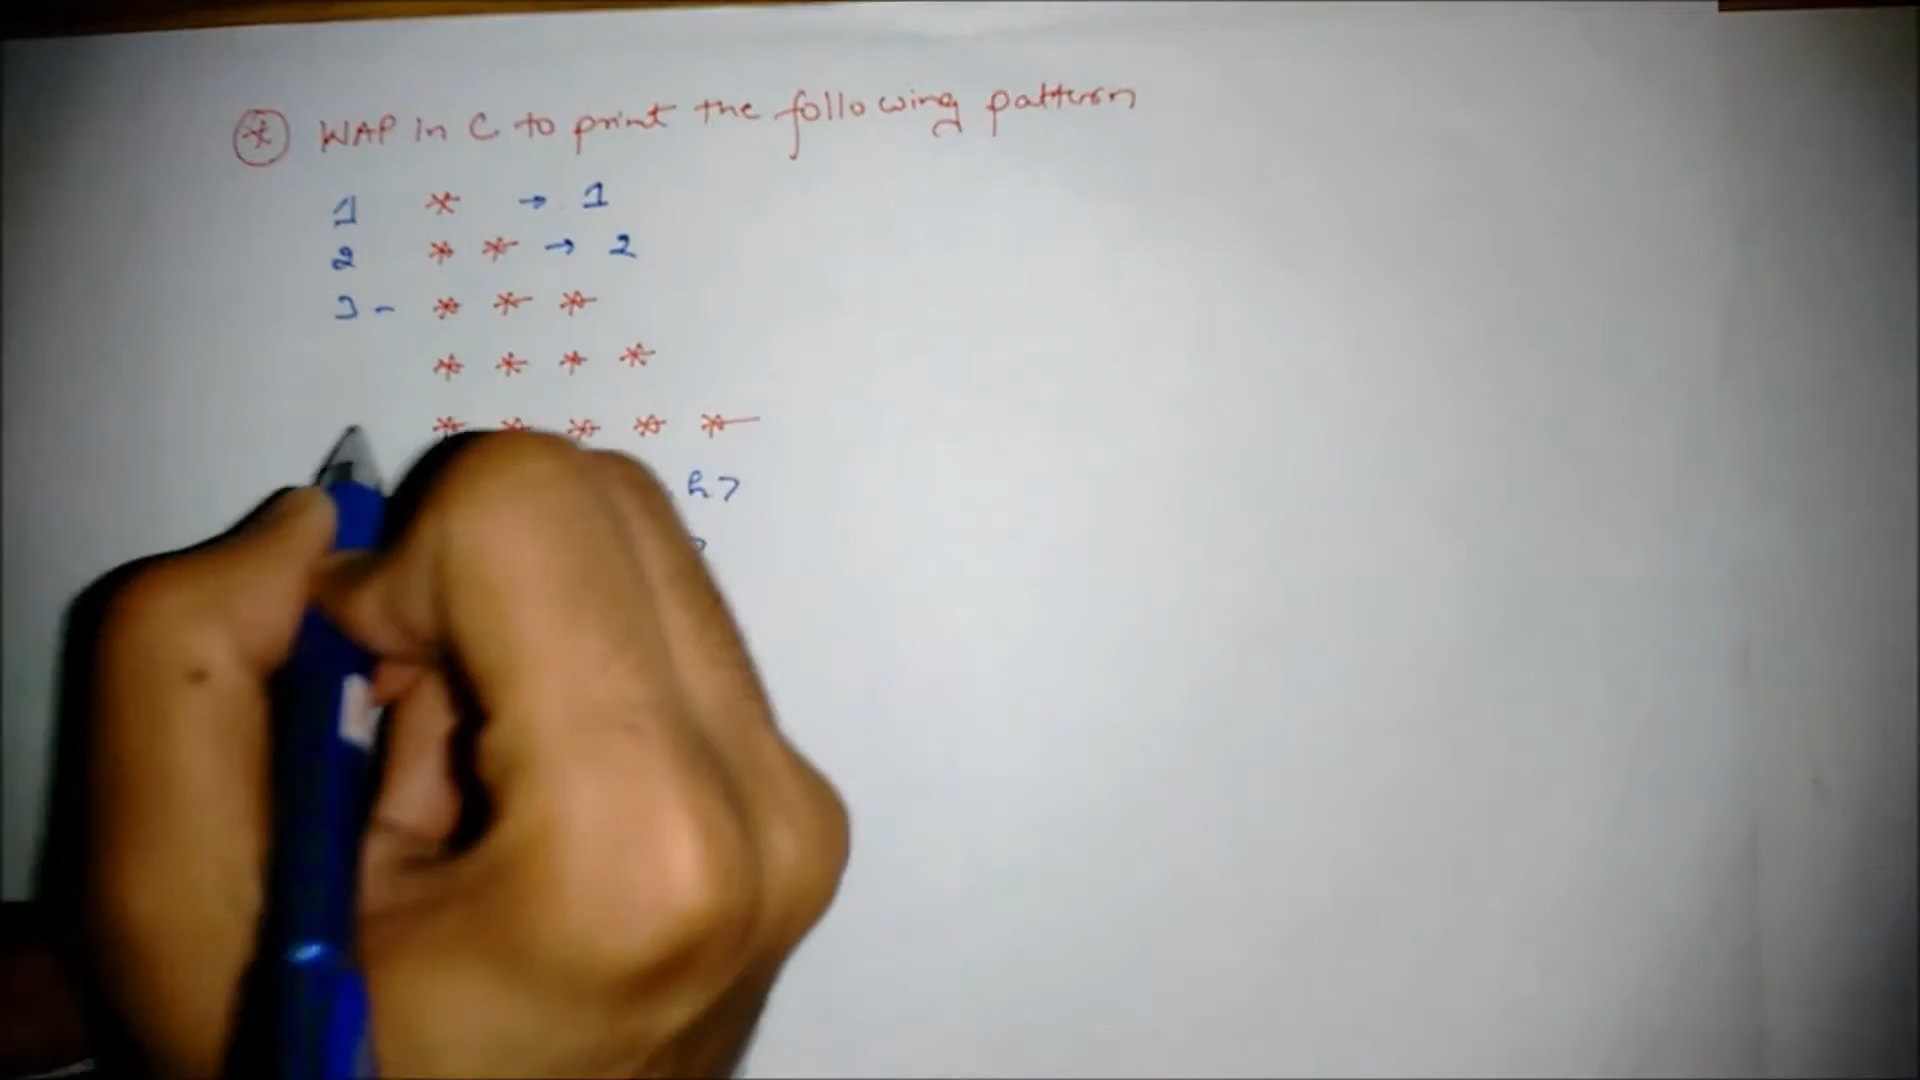 * WAP in C to print the following pattern
1 * → 1
2 * * → 2
3 - * * *
* * * *
* * * * *
h>